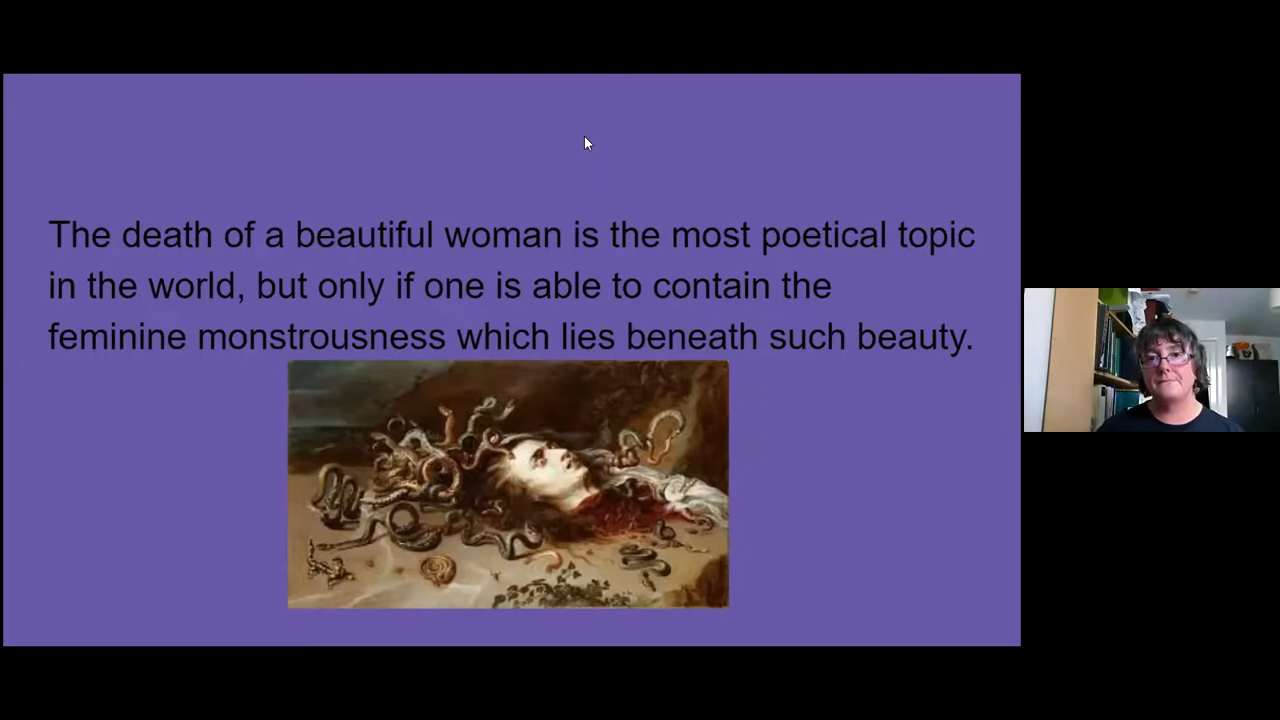 The death of a beautiful woman is the most poetical topic
in the world, but only if one is able to contain the
feminine monstrousness which lies beneath such beauty.